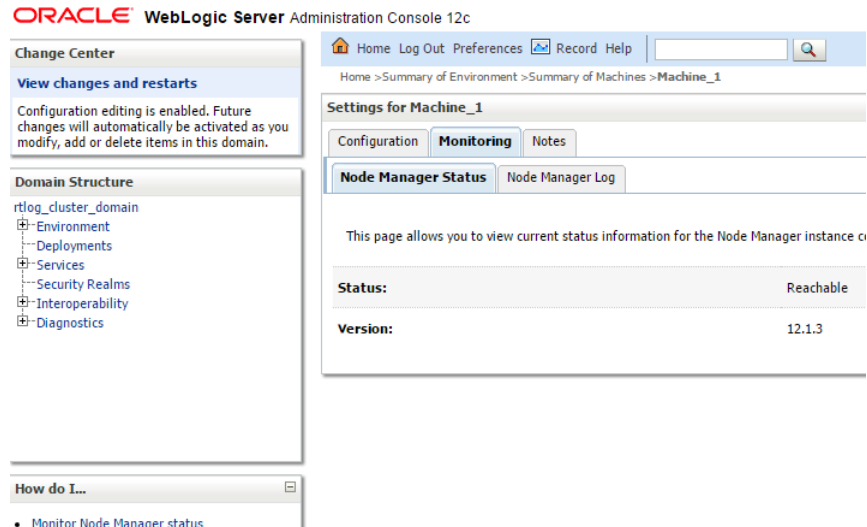 ORACLE WebLogic Server Administration Console 12c
Change Center
View changes and restarts
Configuration editing is enabled. Future
changes will automatically be activated as you
modify, add or delete items in this domain.
Domain Structure
rtlog_cluster_domain
Environment
Deployments
Services
Security Realms
Interoperability
Diagnostics
How do I...
Monitor Node Manager status
Home Log Out Preferences Record Help
Home >Summary of Environment >Summary of Machines >Machine_1
Settings for Machine_1
Configuration Monitoring Notes
Node Manager Status Node Manager Log
This page allows you to view current status information for the Node Manager instance
Status: Reachable
Version: 12.1.3